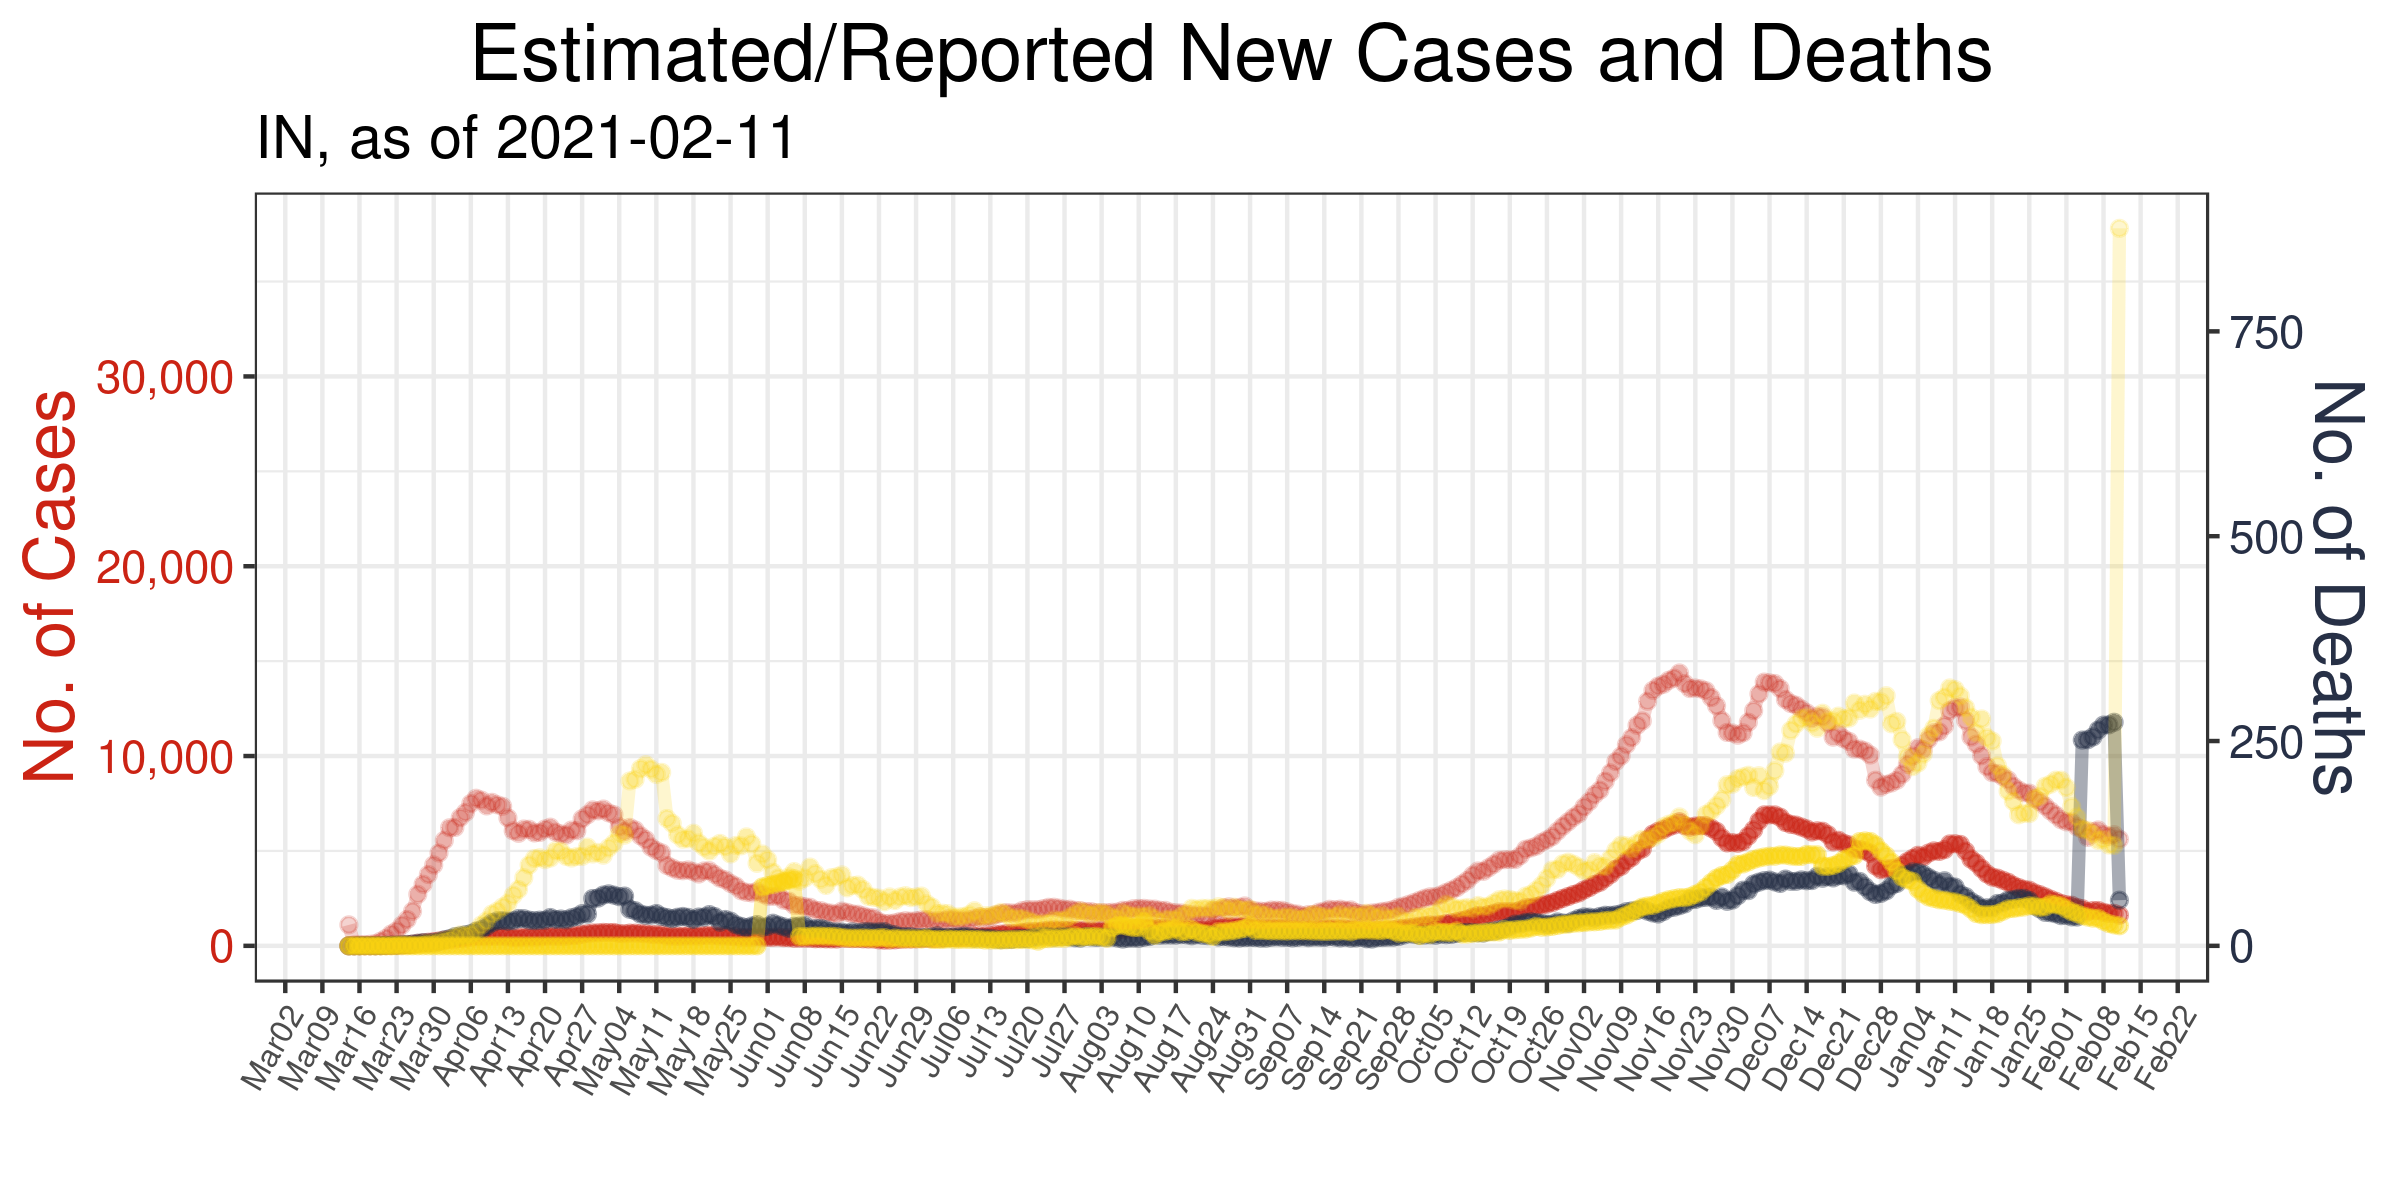 Estimated/Reported New Cases and Deaths
IN, as of 2021-02-11
No. of Cases
30,000
20,000
10,000
0
750
500
250
0
No. of Deaths
Mar02
Mar09
Mar16
Mar23
Mar30
Apr06
Apr13
Apr20
Apr27
May04
May11
May18
May25
Jun01
Jun08
Jun15
Jun22
Jun29
Jul06
Jul13
Jul20
Jul27
Aug03
Aug10
Aug17
Aug24
Aug31
Sep07
Sep14
Sep21
Sep28
Oct05
Oct12
Oct19
Oct26
Nov02
Nov09
Nov16
Nov23
Nov30
Dec07
Dec14
Dec21
Dec28
Jan04
Jan11
Jan18
Jan25
Feb01
Feb08
Feb15
Feb22